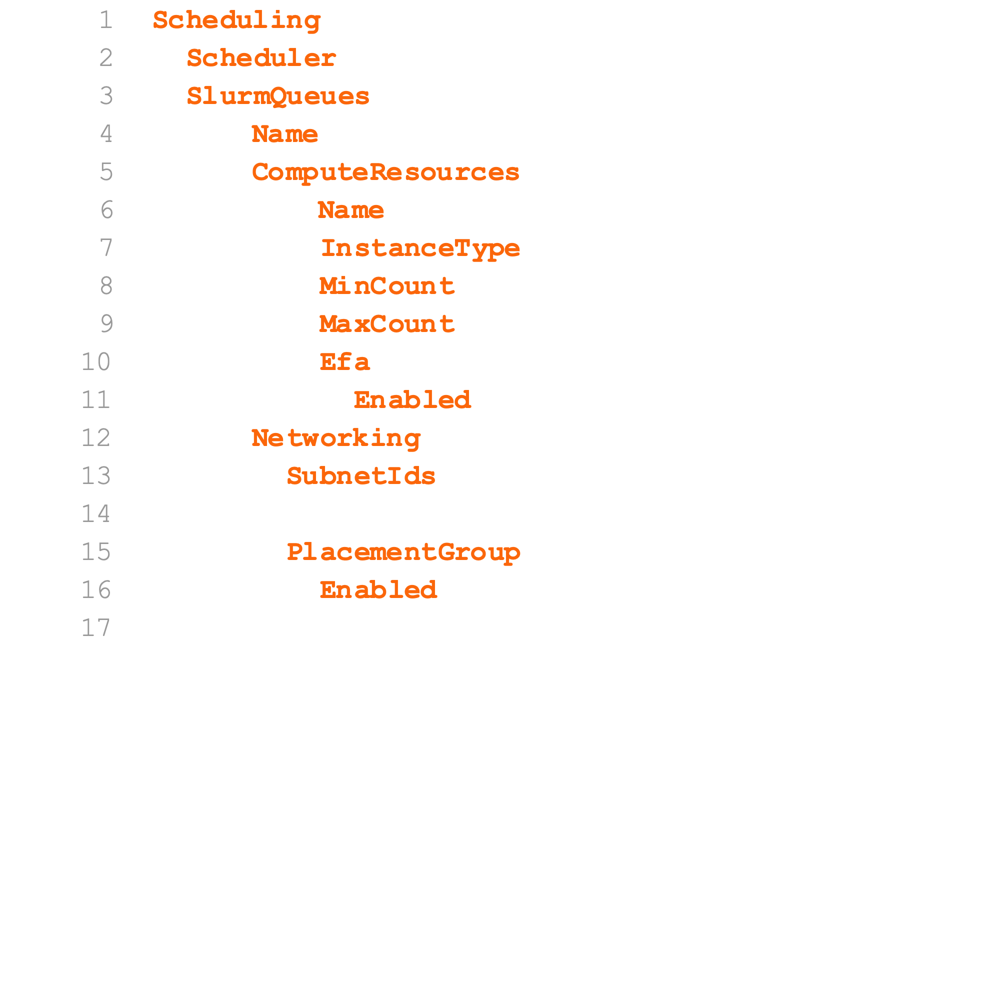 1 Scheduling
2 Scheduler
3 SlurmQueues
4 Name
5 ComputeResources
6 Name
7 InstanceType
8 MinCount
9 MaxCount
10 Efa
11 Enabled
12 Networking
13 SubnetIds
14
15 PlacementGroup
16 Enabled
17